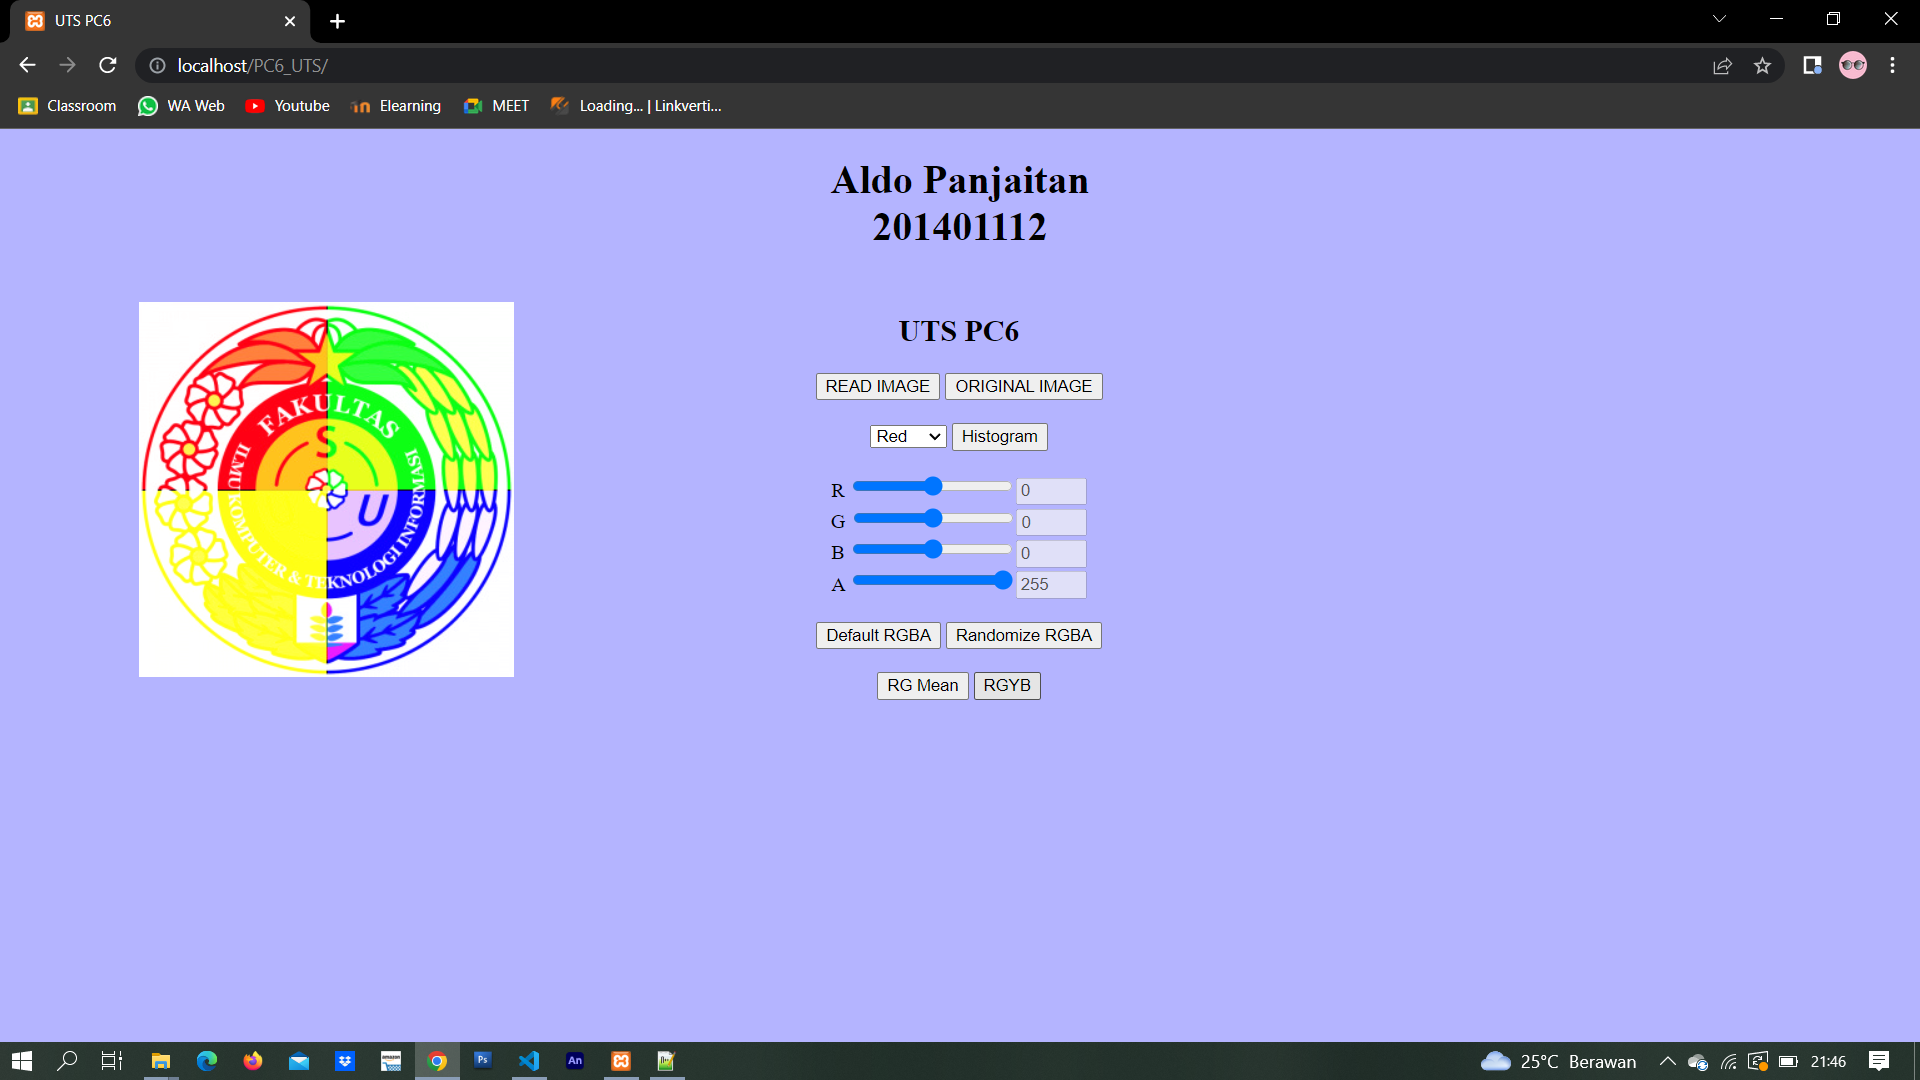 UTS PC6
localhost/PC6_UTS/
Classroom WA Web Youtube Elearning MEET Loading... | Linkverti...
Aldo Panjaitan
201401112
FAKULTAS
ILMU KOMPUTER & TEKNOLOGI INFORMASI
S
U
UTS PC6
READ IMAGE ORIGINAL IMAGE
Red Histogram
R 0
G 0
B 0
A 255
Default RGBA Randomize RGBA
RG Mean RGYB
Ps An
25°C Berawan 21:46